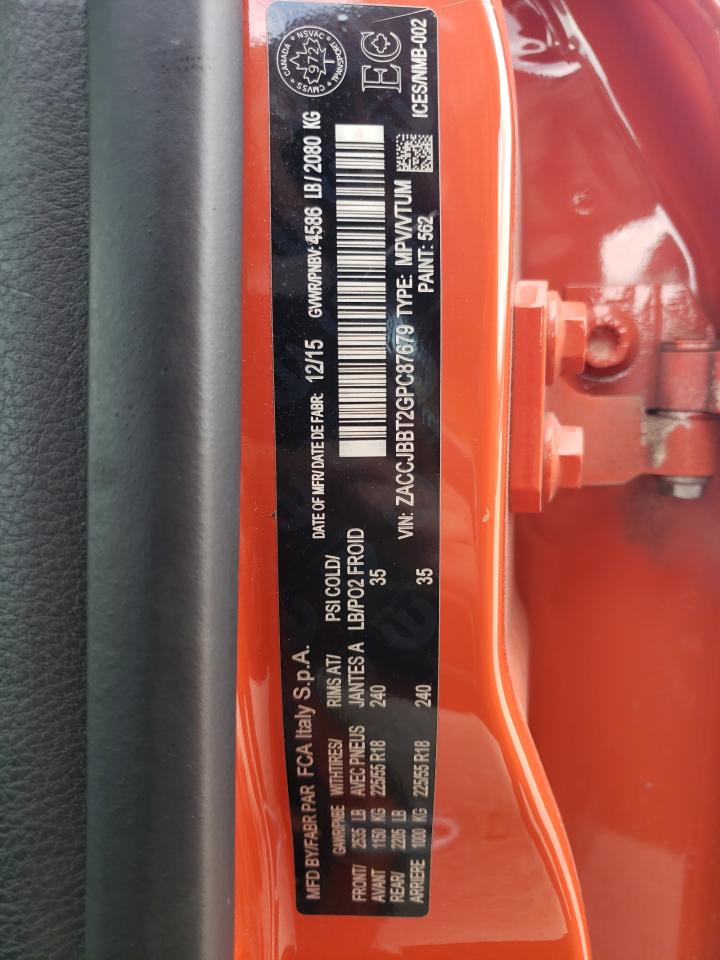 MFD BY/FABR PAR FCA Italy S.p.A. DATE OF MFR/DATE DE FABR: 12/15 GVWR/PNBV: 4586 LB/ 2080 KG
GAWR/PNBE WITH TIRES/ RIMS AT/ PSI COLD/
AVEC PNEUS JANTES A LB/PO2 FROID
FRONT/ 2535 LB
AVANT 1150 KG 225/55 R18 240 35
REAR/ 2205 LB
ARRIERE 1000 KG 225/55 R18 240 35
VIN: ZACCJBBT2GPC87679 TYPE: MPV/VTUM
PAINT: 562
CANADA NSVAC TRANSPORT CMVSS
972
EC
ICES/NMB-002